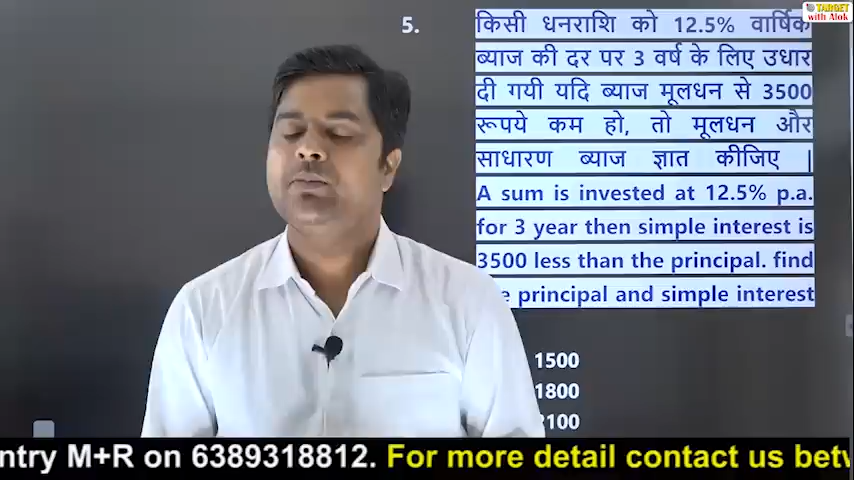 5.
किसी धनराशि को 12.5% वार्षिक
ब्याज की दर पर 3 वर्ष के लिए उधार
दी गयी यदि ब्याज मूलधन से 3500
रूपये कम हो, तो मूलधन और
साधारण ब्याज ज्ञात कीजिए |
A sum is invested at 12.5% p.a.
for 3 year then simple interest is
3500 less than the principal. find
principal and simple interest
1500
1800
2100
TARGET
with Alok
M+R on 6389318812. For more detail contact us